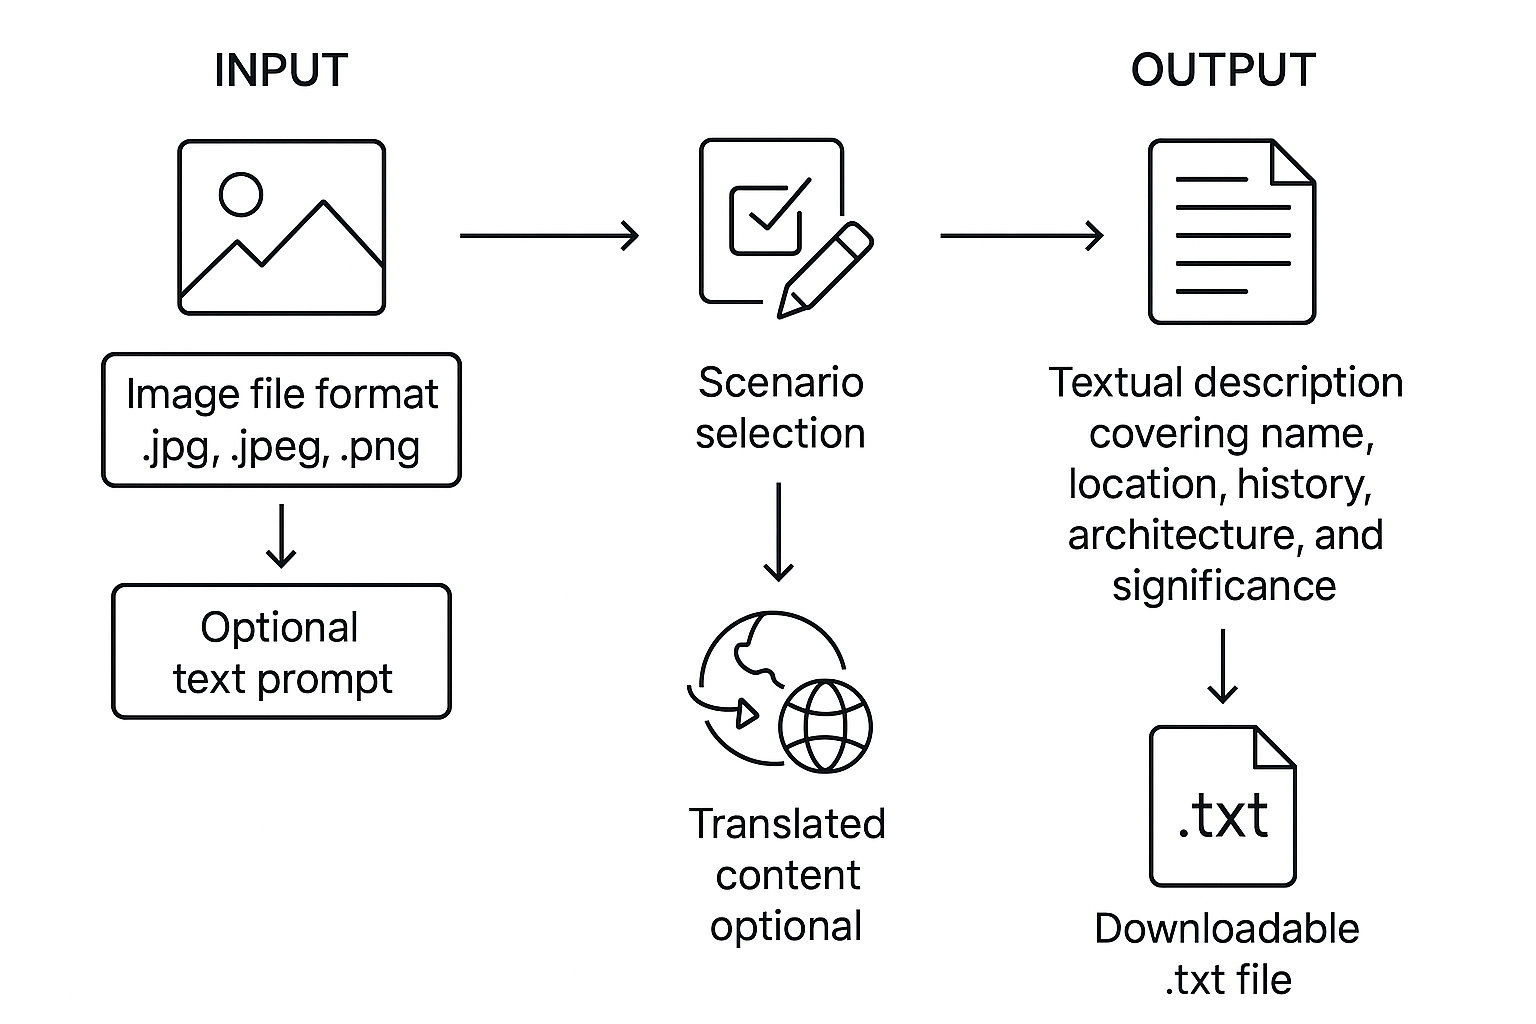 INPUT
Image file format
.jpg, .jpeg, .png
Optional
text prompt
Scenario
selection
Translated
content
optional
OUTPUT
Textual description
covering name,
location, history,
architecture, and
significance
.txt
Downloadable
.txt file